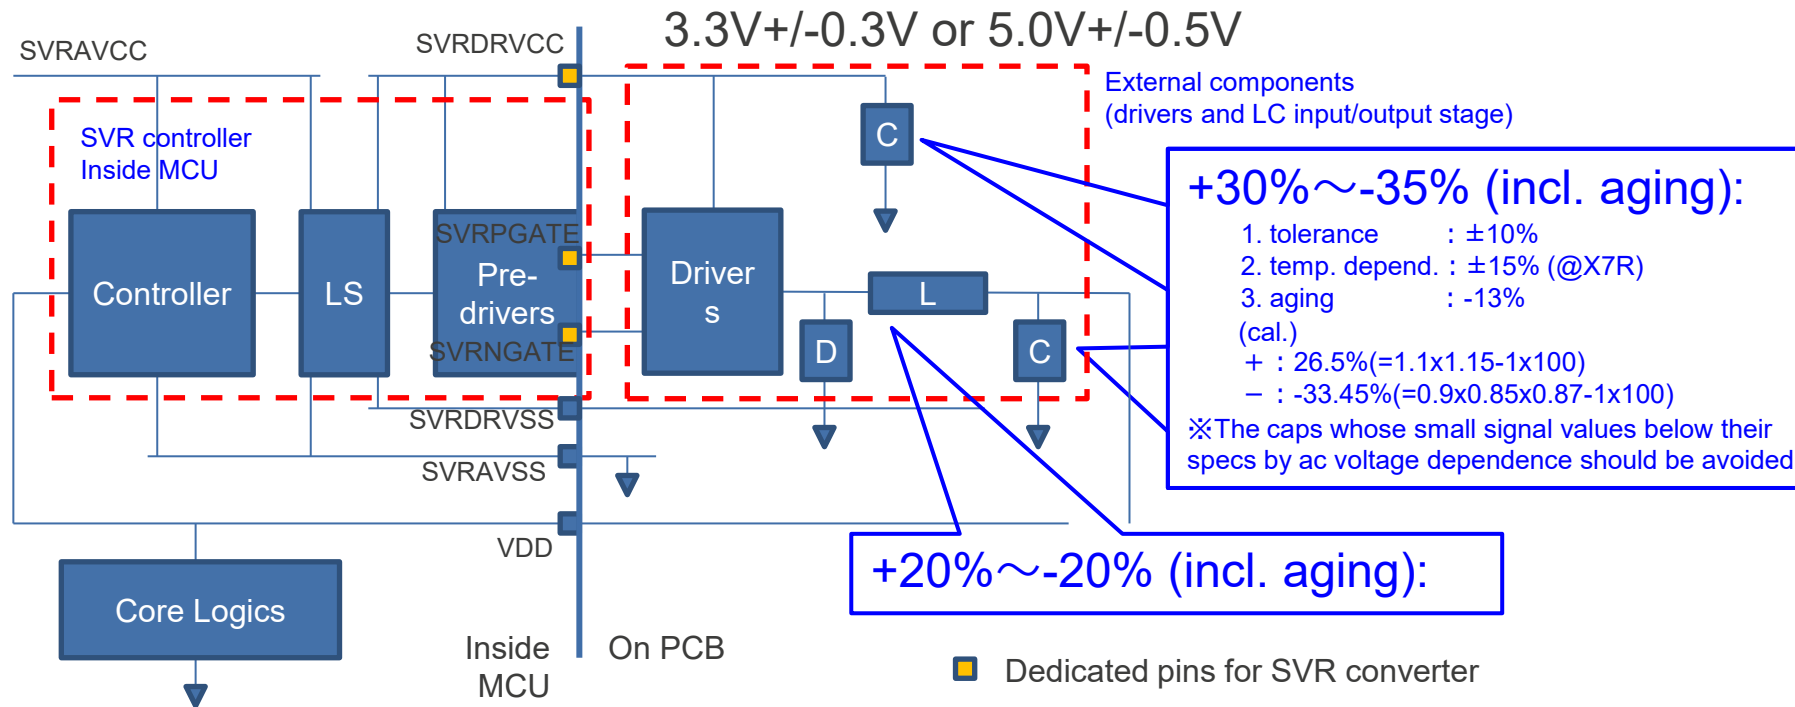 3.3V+/-0.3V or 5.0V+/-0.5V
SVRAVCC
SVRDRVCC
External components
(drivers and LC input/output stage)
SVR controller
Inside MCU
C
+30%～-35% (incl. aging):
1. tolerance : ±10%
2. temp. depend. : ±15% (@X7R)
3. aging : -13%
(cal.)
+ : 26.5%(=1.1x1.15-1x100)
− : -33.45%(=0.9x0.85x0.87-1x100)
※The caps whose small signal values below their
specs by ac voltage dependence should be avoided
SVRPGATE
Controller
LS
Pre-
drivers
SVRNGATE
Driver
s
L
D
C
SVRDRVSS
SVRAVSS
VDD
+20%～-20% (incl. aging):
Core Logics
Inside
MCU
On PCB
Dedicated pins for SVR converter